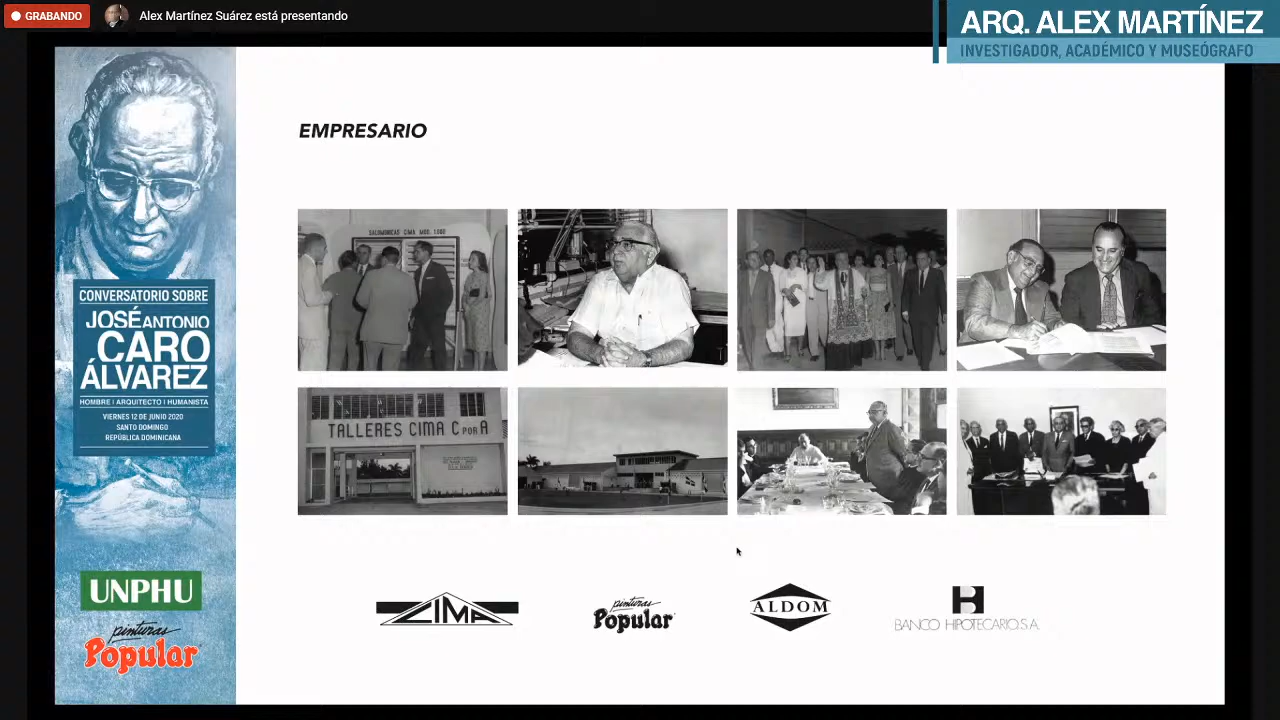 GRABANDO
Alex Martínez Suárez está presentando
ARQ. ALEX MARTÍNEZ
INVESTIGADOR, ACADÉMICO Y MUSEÓGRAFO
EMPRESARIO
CONVERSATORIO SOBRE
JOSÉ ANTONIO
CARO
ÁLVAREZ
HOMBRE | ARQUITECTO | HUMANISTA
VIERNES 12 DE JUNIO 2020
SANTO DOMINGO
REPÚBLICA DOMINICANA
UNPHU
pinturas
Popular
TALLERES CIMA C POR A
CIMA
pinturas
Popular
ALDOM
BANCO HIPOTECARIO, S.A.